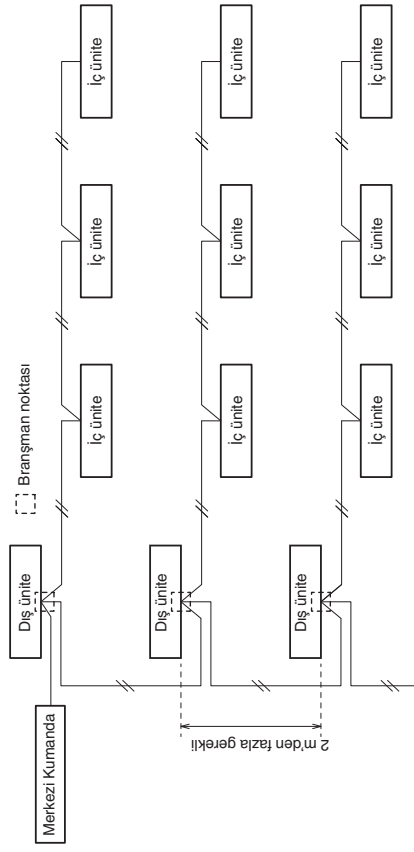 Branşman noktası
Merkezi Kumanda
Dış ünite
İç ünite
İç ünite
İç ünite
Dış ünite
İç ünite
İç ünite
İç ünite
2 m'den fazla gerekli
Dış ünite
İç ünite
İç ünite
İç ünite